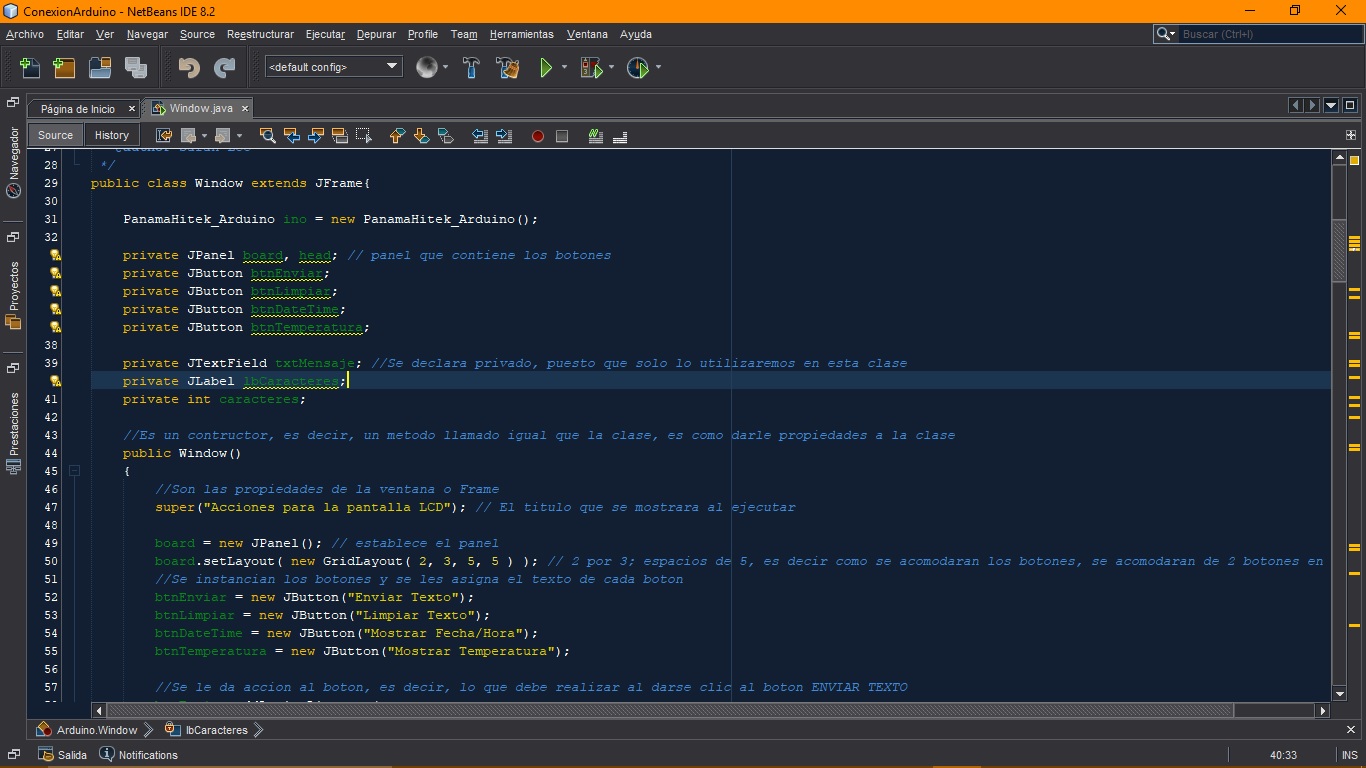 ConexionArduino - NetBeans IDE 8.2
Archivo Editar Ver Navegar Source Reestructurar Ejecutar Depurar Profile Team Herramientas Ventana Ayuda
Buscar (Ctrl+I)
<default config>
Página de Inicio
Window.java
Source History
Navegador
Proyectos
Prestaciones
28 */
29 public class Window extends JFrame{
30
31 PanamaHitek_Arduino ino = new PanamaHitek_Arduino();
32
private JPanel board, head; // panel que contiene los botones
private JButton btnEnviar;
private JButton btnLimpiar;
private JButton btnDateTime;
private JButton btnTemperatura;
38
39 private JTextField txtMensaje; //Se declara privado, puesto que solo lo utilizaremos en esta clase
private JLabel lbCaracteres;
41 private int caracteres;
42
43 //Es un contructor, es decir, un metodo llamado igual que la clase, es como darle propiedades a la clase
44 public Window()
45 {
46 //Son las propiedades de la ventana o Frame
47 super("Acciones para la pantalla LCD"); // El titulo que se mostrara al ejecutar
48
49 board = new JPanel(); // establece el panel
50 board.setLayout( new GridLayout( 2, 3, 5, 5 ) ); // 2 por 3; espacios de 5, es decir como se acomodaran los botones, se acomodaran de 2 botones en
51 //Se instancian los botones y se les asigna el texto de cada boton
52 btnEnviar = new JButton("Enviar Texto");
53 btnLimpiar = new JButton("Limpiar Texto");
54 btnDateTime = new JButton("Mostrar Fecha/Hora");
55 btnTemperatura = new JButton("Mostrar Temperatura");
56
57 //Se le da accion al boton, es decir, lo que debe realizar al darse clic al boton ENVIAR TEXTO
Arduino.Window lbCaracteres
Salida Notifications
40:33 INS